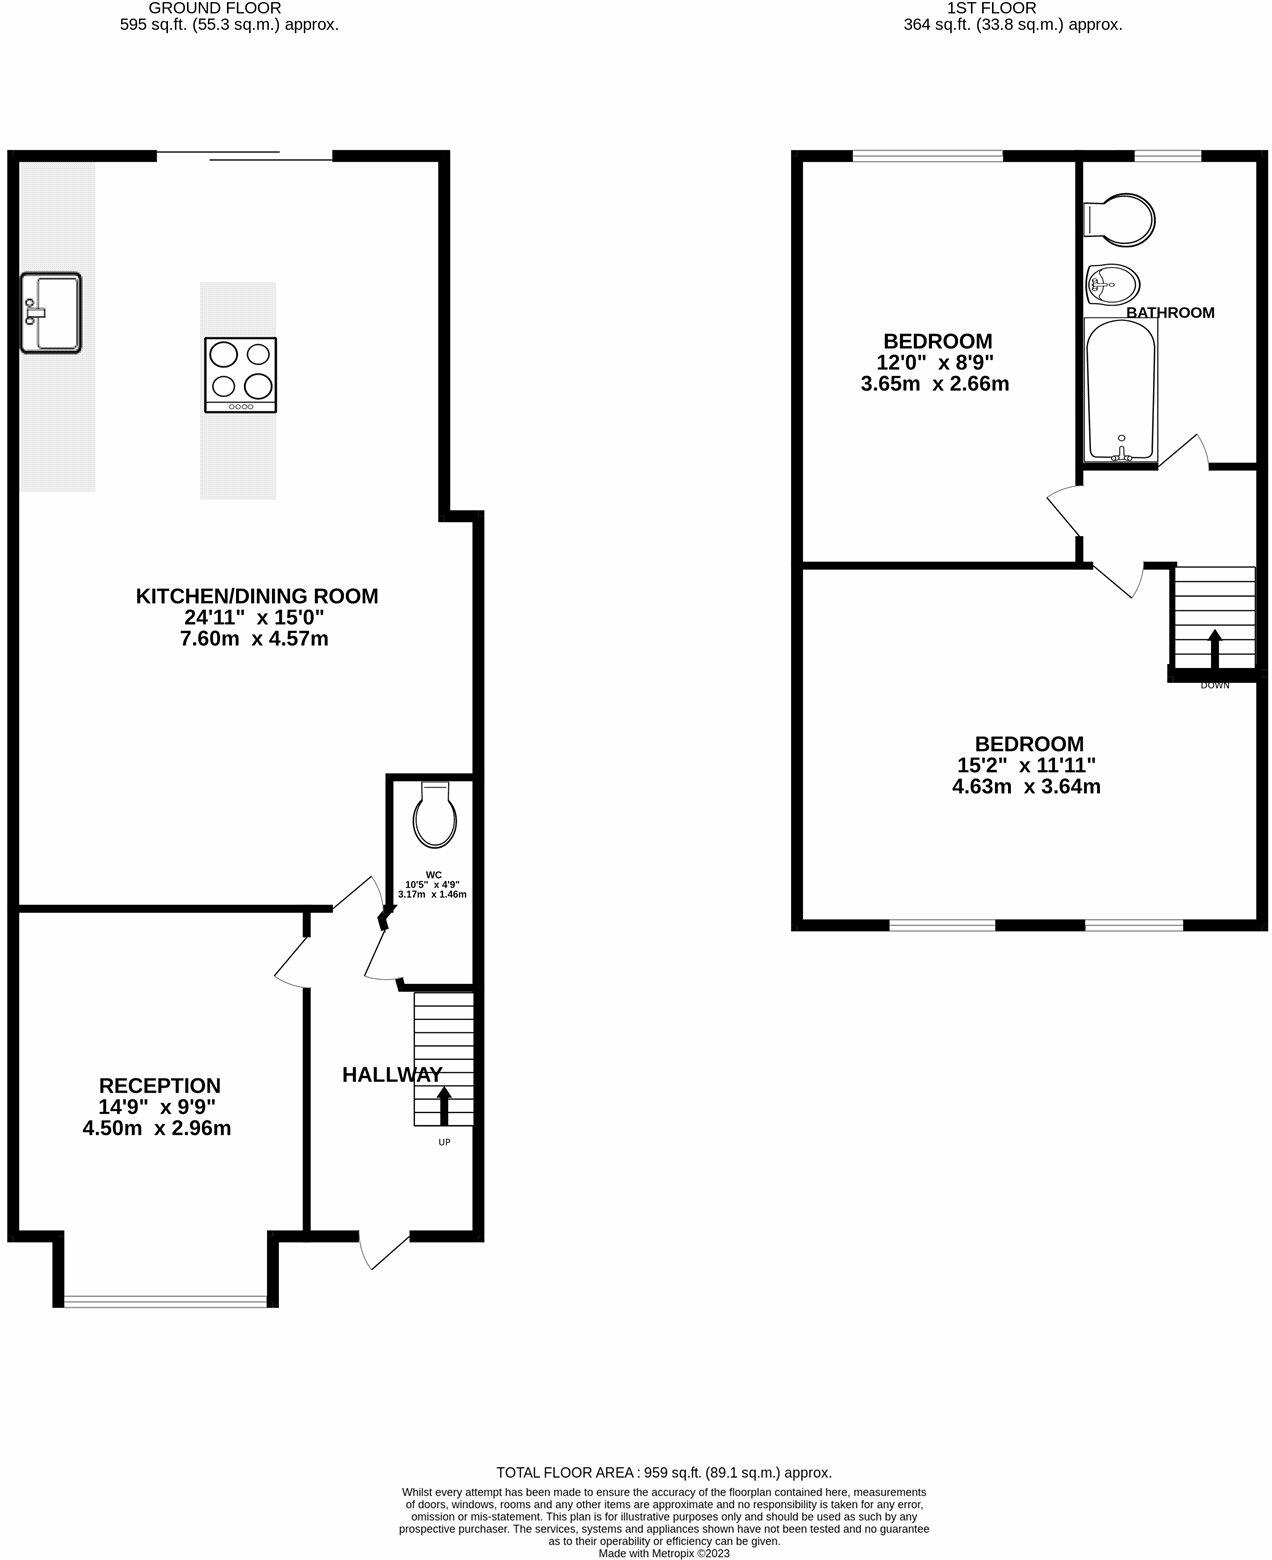 GROUND FLOOR
595 sq.ft. (55.3 sq.m.) approx.
1ST FLOOR
364 sq.ft. (33.8 sq.m.) approx.
KITCHEN/DINING ROOM
24'11" x 15'0"
7.60m x 4.57m
WC
10'5" x 4'9"
3.17m x 1.46m
HALLWAY
UP
RECEPTION
14'9" x 9'9"
4.50m x 2.96m
BEDROOM
12'0" x 8'9"
3.65m x 2.66m
BATHROOM
DOWN
BEDROOM
15'2" x 11'11"
4.63m x 3.64m
TOTAL FLOOR AREA : 959 sq.ft. (89.1 sq.m.) approx.
Whilst every attempt has been made to ensure the accuracy of the floorplan contained here, measurements
of doors, windows, rooms and any other items are approximate and no responsibility is taken for any error,
omission or mis-statement. This plan is for illustrative purposes only and should be used as such by any
prospective purchaser. The services, systems and appliances shown have not been tested and no guarantee
as to their operability or efficiency can be given.
Made with Metropix ©2023